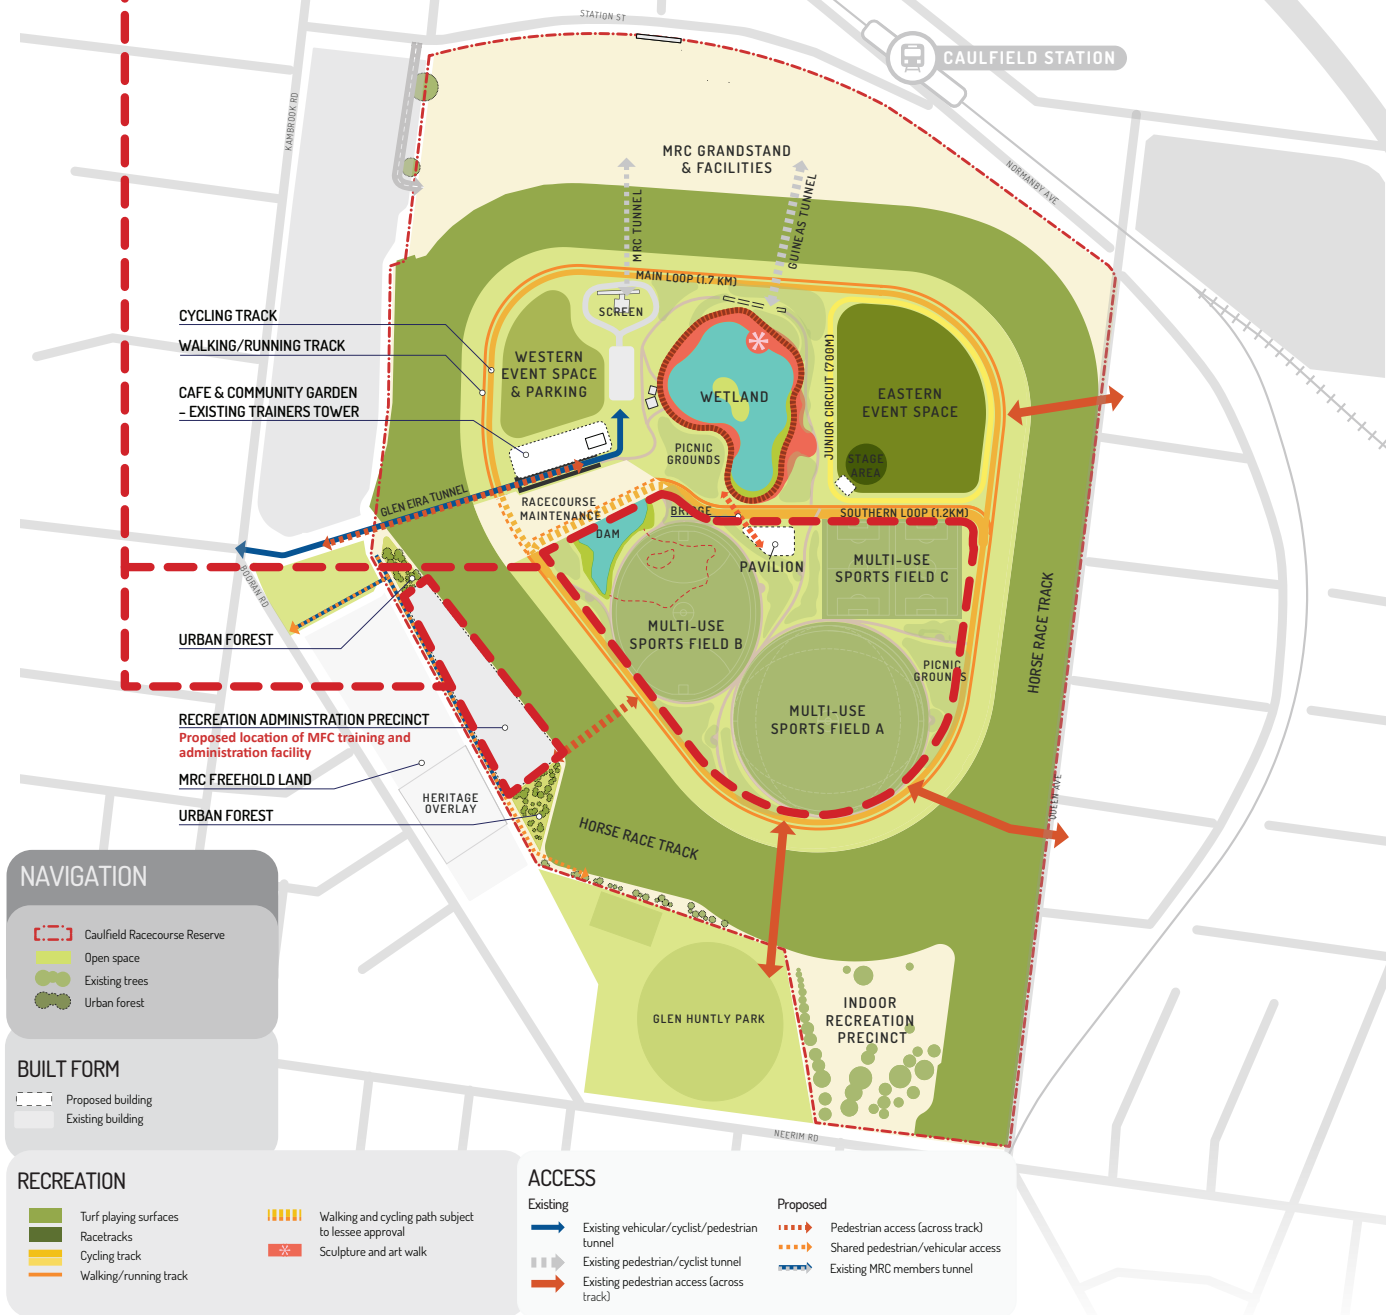 STATION ST
CAULFIELD STATION
KAMBROOK RD
NORMANBY AVE
MRC GRANDSTAND
& FACILITIES
MRC TUNNEL
GUINEAS TUNNEL
MAIN LOOP (1.7 KM)
SCREEN
CYCLING TRACK
WALKING/RUNNING TRACK
CAFE & COMMUNITY GARDEN
– EXISTING TRAINERS TOWER
WESTERN
EVENT SPACE
& PARKING
WETLAND
JUNIOR CIRCUIT (700M)
EASTERN
EVENT SPACE
PICNIC
GROUNDS
STAGE
AREA
GLEN EIRA TUNNEL
RACECOURSE
MAINTENANCE
BRIDGE
SOUTHERN LOOP (1.2KM)
DAM
PAVILION
MULTI-USE
SPORTS FIELD C
BOORAN RD
HORSE RACE TRACK
MULTI-USE
SPORTS FIELD B
URBAN FOREST
PICNIC
GROUNDS
MULTI-USE
SPORTS FIELD A
RECREATION ADMINISTRATION PRECINCT
Proposed location of MFC training and
administration facility
MRC FREEHOLD LAND
HERITAGE
OVERLAY
URBAN FOREST
QUEEN AVE
HORSE RACE TRACK
GLEN HUNTLY PARK
INDOOR
RECREATION
PRECINCT
NEERIM RD
NAVIGATION
Caulfield Racecourse Reserve
Open space
Existing trees
Urban forest
BUILT FORM
Proposed building
Existing building
RECREATION
Turf playing surfaces
Racetracks
Cycling track
Walking/running track
Walking and cycling path subject
to lessee approval
Sculpture and art walk
ACCESS
Existing
Existing vehicular/cyclist/pedestrian
tunnel
Existing pedestrian/cyclist tunnel
Existing pedestrian access (across
track)
Proposed
Pedestrian access (across track)
Shared pedestrian/vehicular access
Existing MRC members tunnel